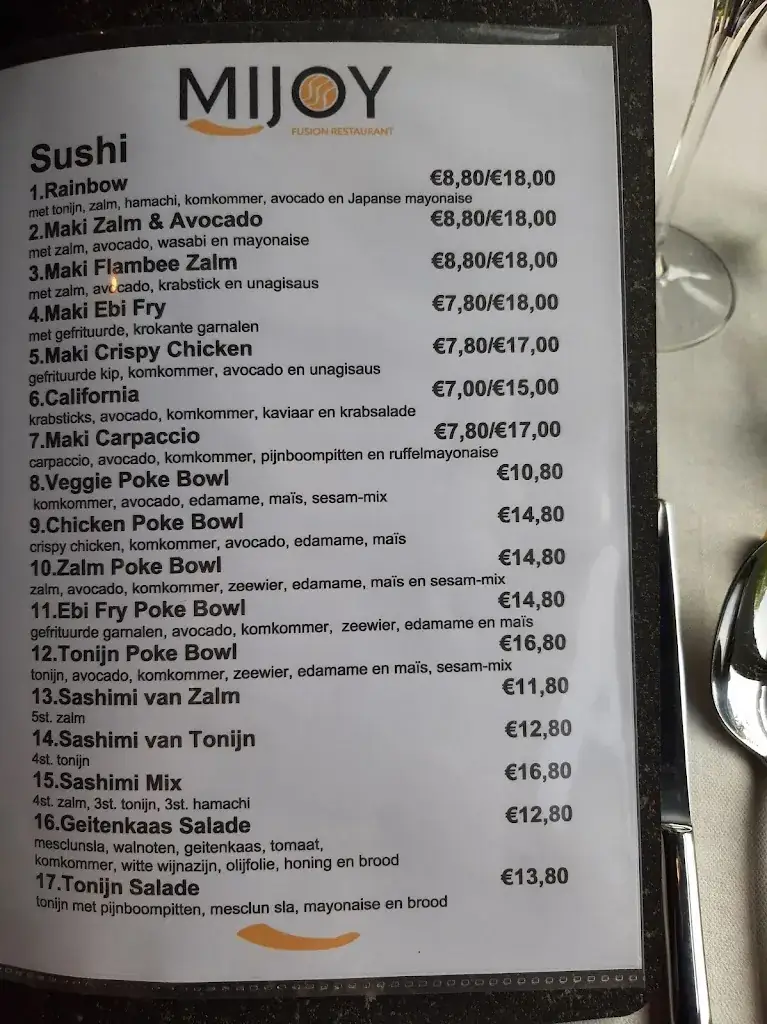 MIJOY
FUSION RESTAURANT
Sushi
1.Rainbow €8,80/€18,00
met tonijn, zalm, hamachi, komkommer, avocado en Japanse mayonaise
2.Maki Zalm & Avocado €8,80/€18,00
met zalm, avocado, wasabi en mayonaise
3.Maki Flambee Zalm €8,80/€18,00
met zalm, avocado, krabstick en unagisaus
4.Maki Ebi Fry €7,80/€18,00
met gefrituurde, krokante garnalen
5.Maki Crispy Chicken €7,80/€17,00
gefrituurde kip, komkommer, avocado en unagisaus
6.California €7,00/€15,00
krabsticks, avocado, komkommer, kaviaar en krabsalade
7.Maki Carpaccio €7,80/€17,00
carpaccio, avocado, komkommer, pijnboompitten en ruffelmayonaise
8.Veggie Poke Bowl €10,80
komkommer, avocado, edamame, maïs, sesam-mix
9.Chicken Poke Bowl €14,80
crispy chicken, komkommer, avocado, edamame, maïs
10.Zalm Poke Bowl €14,80
zalm, avocado, komkommer, zeewier, edamame, maïs en sesam-mix
11.Ebi Fry Poke Bowl €14,80
gefrituurde garnalen, avocado, komkommer, zeewier, edamame en maïs
12.Tonijn Poke Bowl €16,80
tonijn, avocado, komkommer, zeewier, edamame en maïs, sesam-mix
13.Sashimi van Zalm €11,80
5st. zalm
14.Sashimi van Tonijn €12,80
4st. tonijn
15.Sashimi Mix €16,80
4st. zalm, 3st. tonijn, 3st. hamachi
16.Geitenkaas Salade €12,80
mesclunsla, walnoten, geitenkaas, tomaat,
komkommer, witte wijnazijn, olijfolie, honing en brood
17.Tonijn Salade €13,80
tonijn met pijnboompitten, mesclun sla, mayonaise en brood